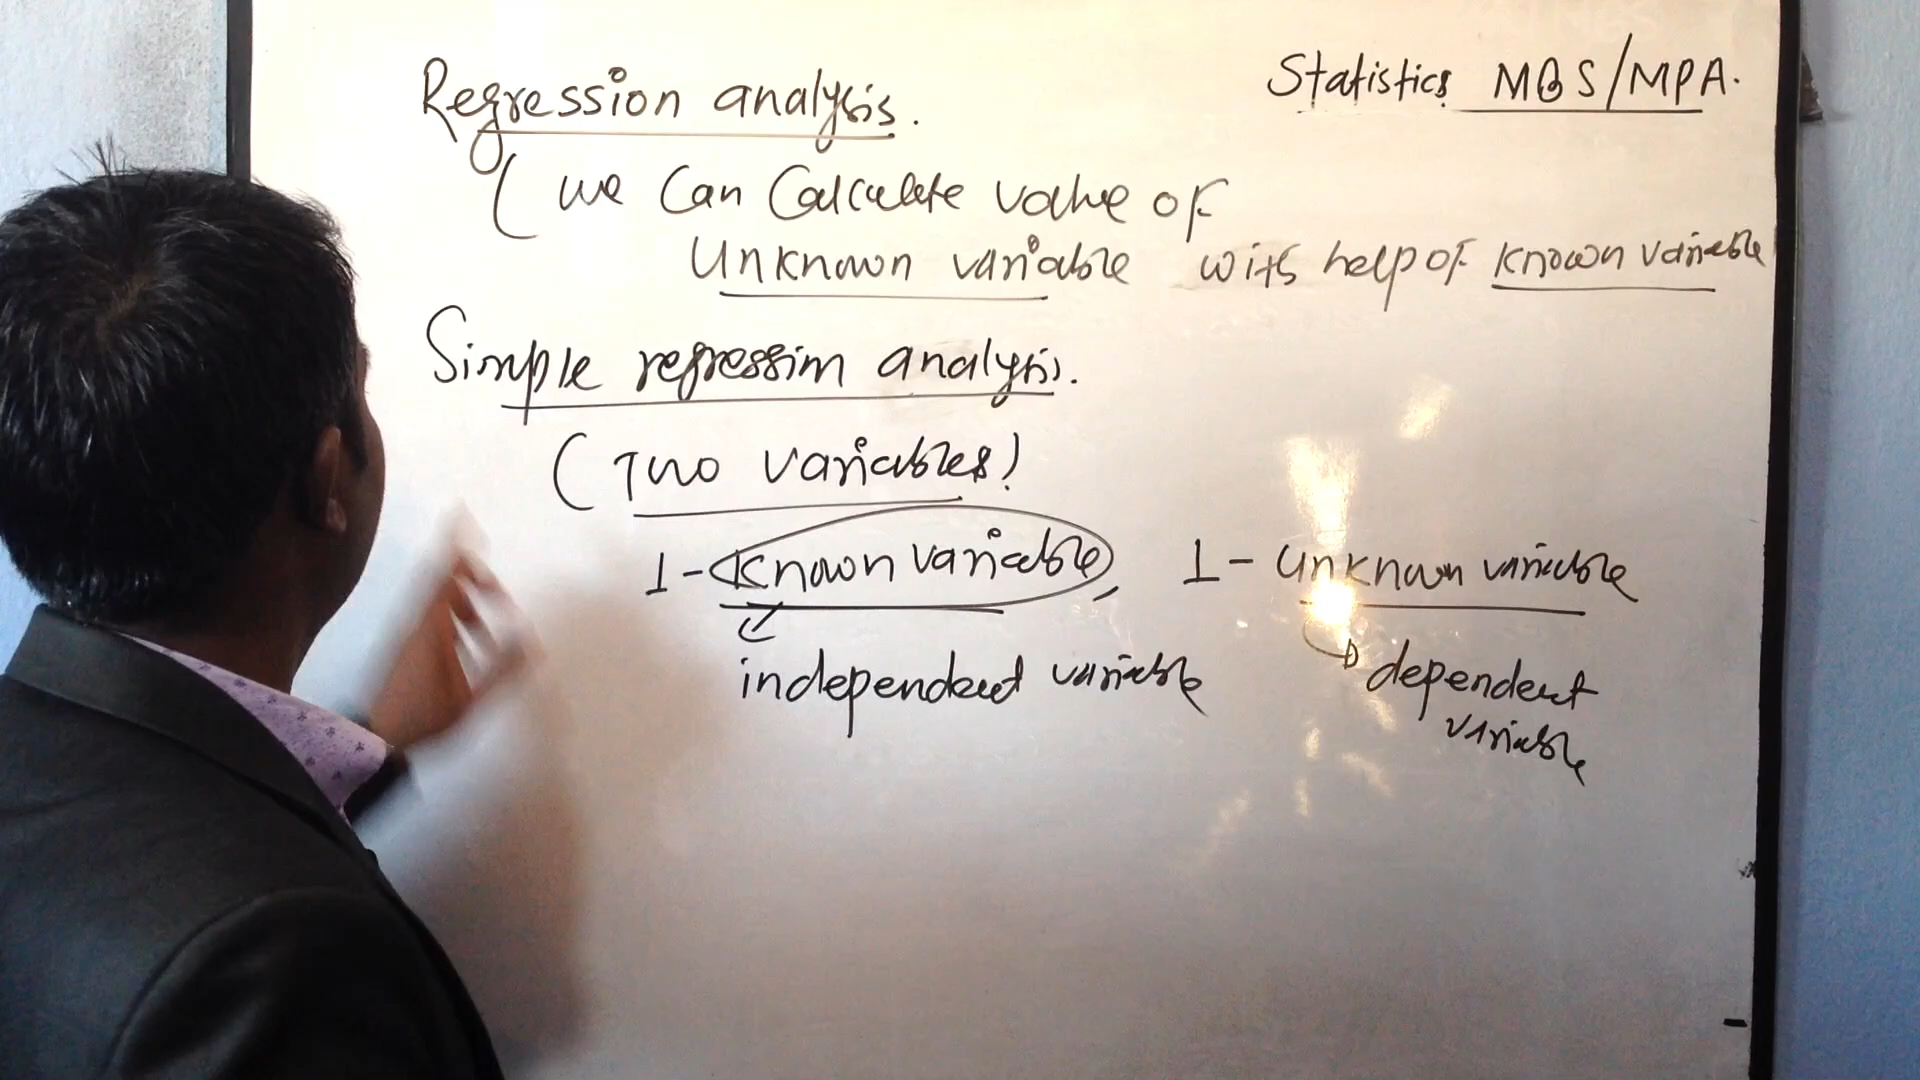 Regression analysis.
Statistics MBS/MPA.
( we can Calculate value of
Unknown variable with help of known variable
Simple regression analysis.
( Two variables)
1 - Known variable, 1 - unknown variable
independent variable
dependent
variable